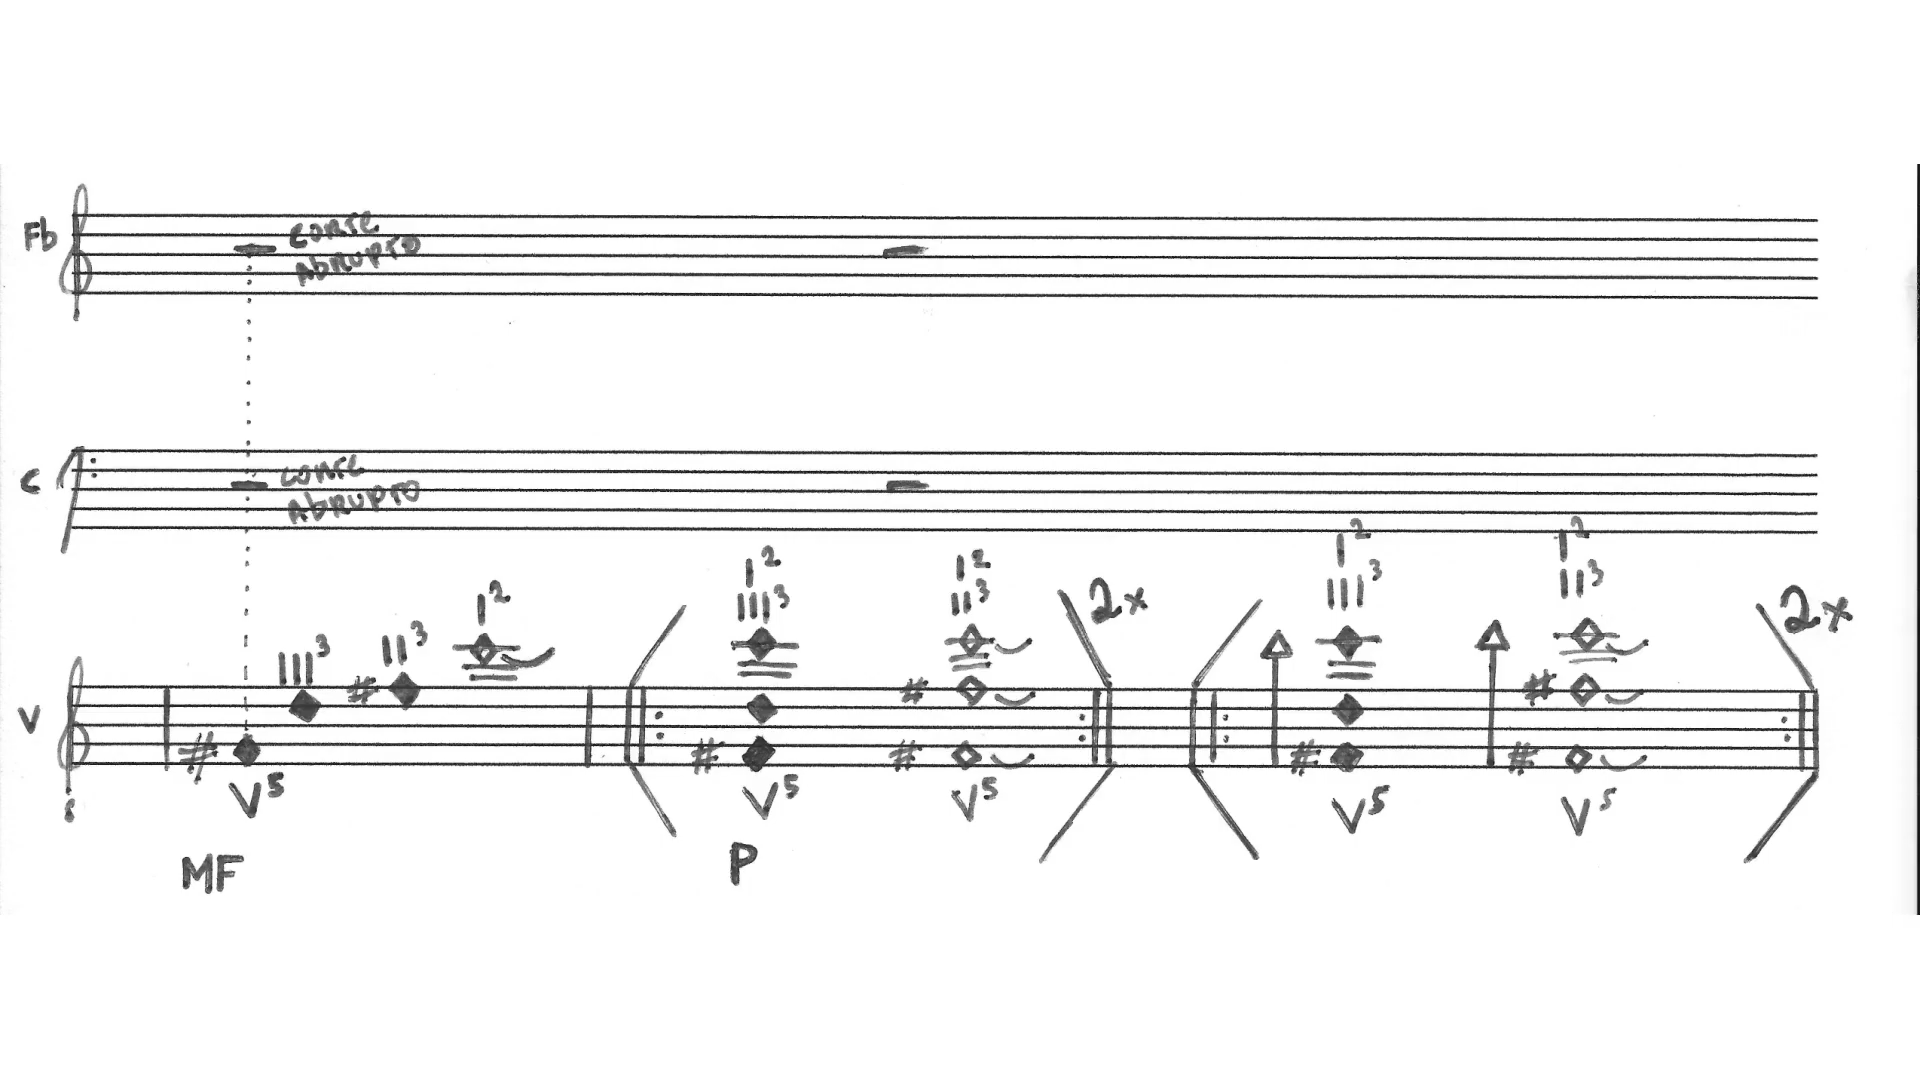 Fb
CORTE
ABRUPTO
C
CORTE
ABRUPTO
V
III³ II³ I²
V⁵
MF
I² I²
III³ II³
2x
V⁵ V⁵
P
I² I²
III³ II³
2x
V⁵ V⁵